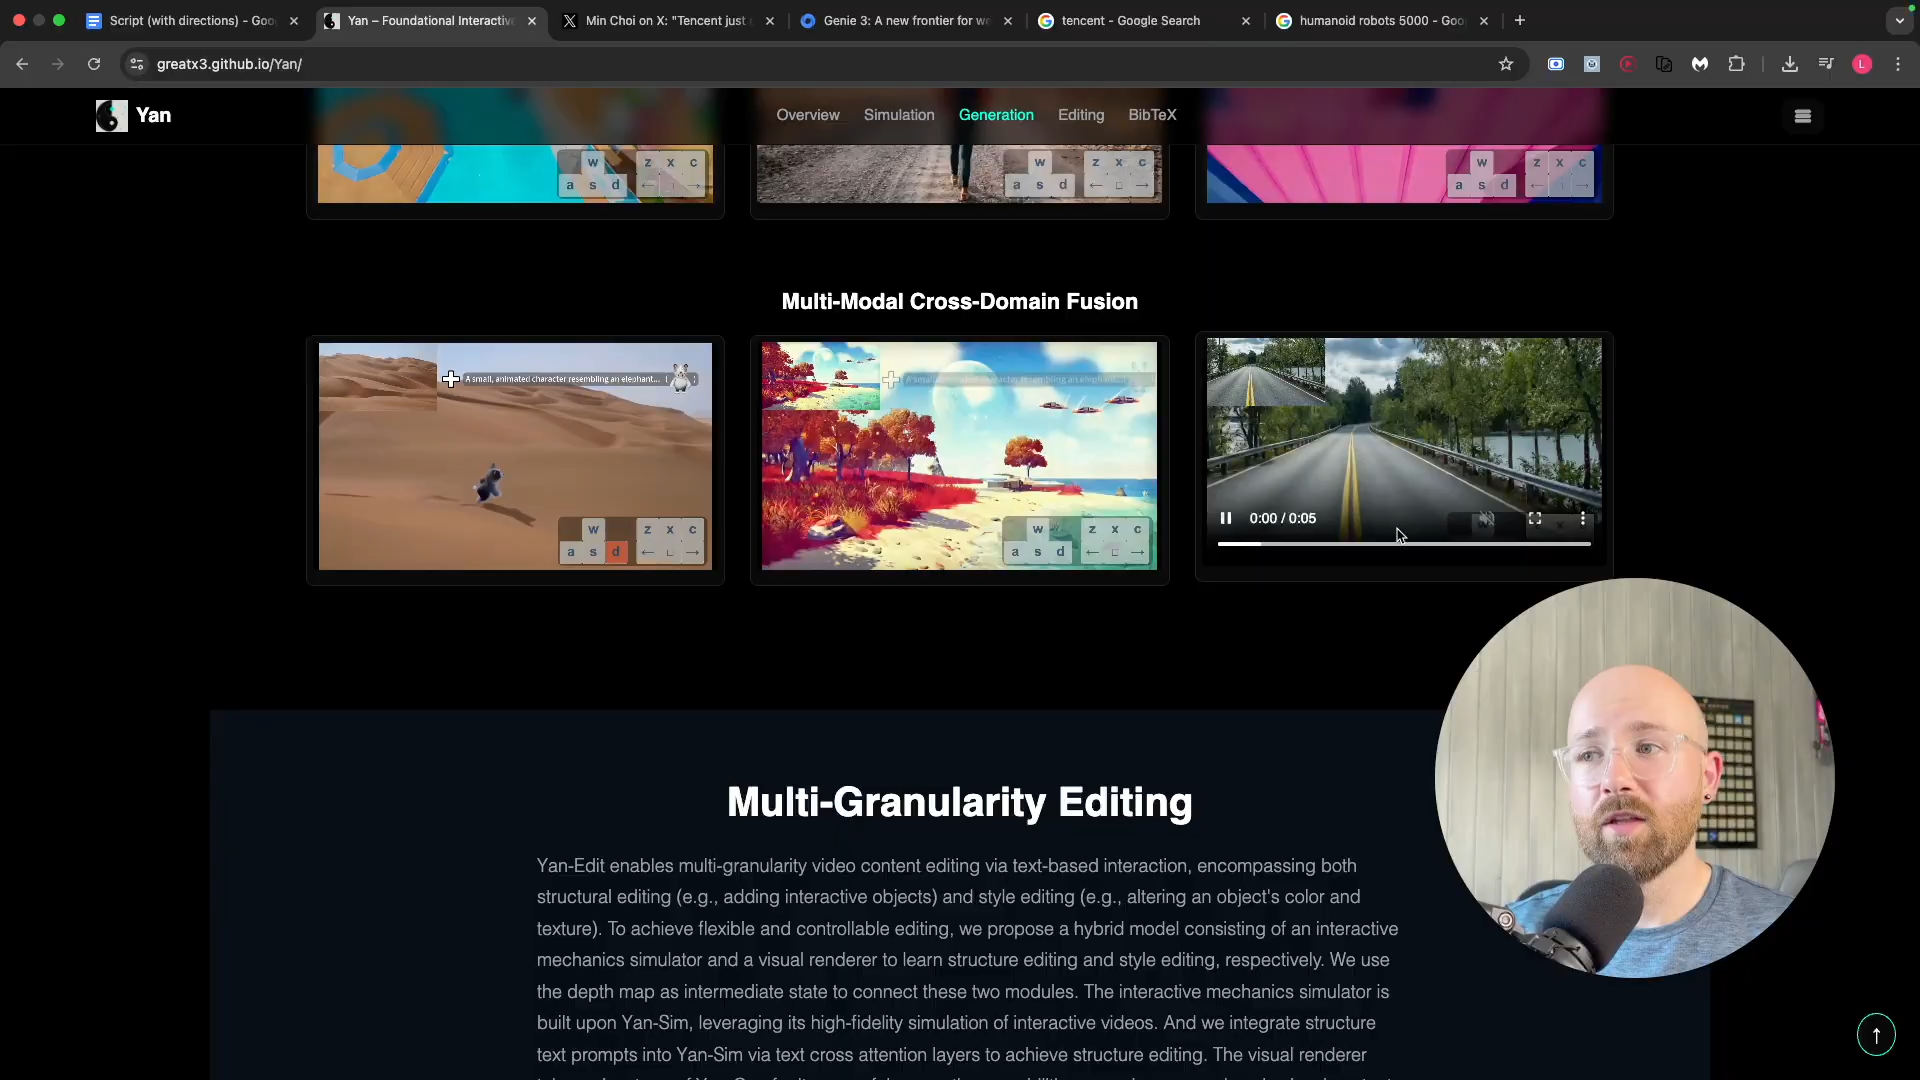 Script (with directions) - Goo
Yan – Foundational Interactive
Min Choi on X: "Tencent just
Genie 3: A new frontier for wo
tencent - Google Search
humanoid robots 5000 - Goo
greatx3.github.io/Yan/
L
Yan
Overview
Simulation
Generation
Editing
BibTeX
w z x c
a s d ← ␣ →
w z x c
a s d ← ␣ →
w z x c
a s d ← ␣ →
Multi-Modal Cross-Domain Fusion
A small, animated character resembling an elephant...
w z x c
a s d ← ␣ →
A small, animated character resembling an elephant...
w z x c
a s d ← ␣ →
0:00 / 0:05
Multi-Granularity Editing
Yan-Edit enables multi-granularity video content editing via text-based interaction, encompassing both
structural editing (e.g., adding interactive objects) and style editing (e.g., altering an object's color and
texture). To achieve flexible and controllable editing, we propose a hybrid model consisting of an interactive
mechanics simulator and a visual renderer to learn structure editing and style editing, respectively. We use
the depth map as intermediate state to connect these two modules. The interactive mechanics simulator is
built upon Yan-Sim, leveraging its high-fidelity simulation of interactive videos. And we integrate structure
text prompts into Yan-Sim via text cross attention layers to achieve structure editing. The visual renderer